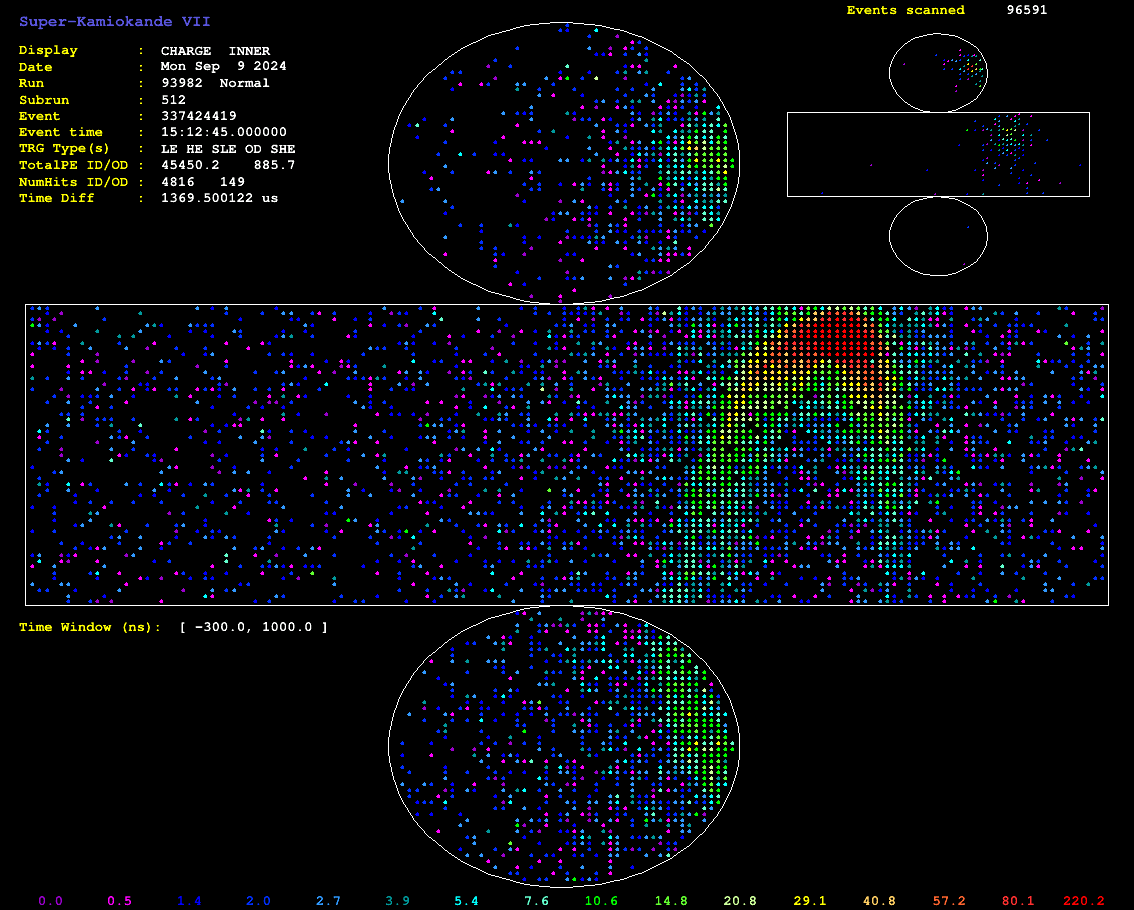 Super-Kamiokande VII
Events scanned 96591
Display : CHARGE INNER
Date : Mon Sep 9 2024
Run : 93982 Normal
Subrun : 512
Event : 337424419
Event time : 15:12:45.000000
TRG Type(s) : LE HE SLE OD SHE
TotalPE ID/OD : 45450.2 885.7
NumHits ID/OD : 4816 149
Time Diff : 1369.500122 us
Time Window (ns): [ -300.0, 1000.0 ]
0.0 0.5 1.4 2.0 2.7 3.9 5.4 7.6 10.6 14.8 20.8 29.1 40.8 57.2 80.1 220.2